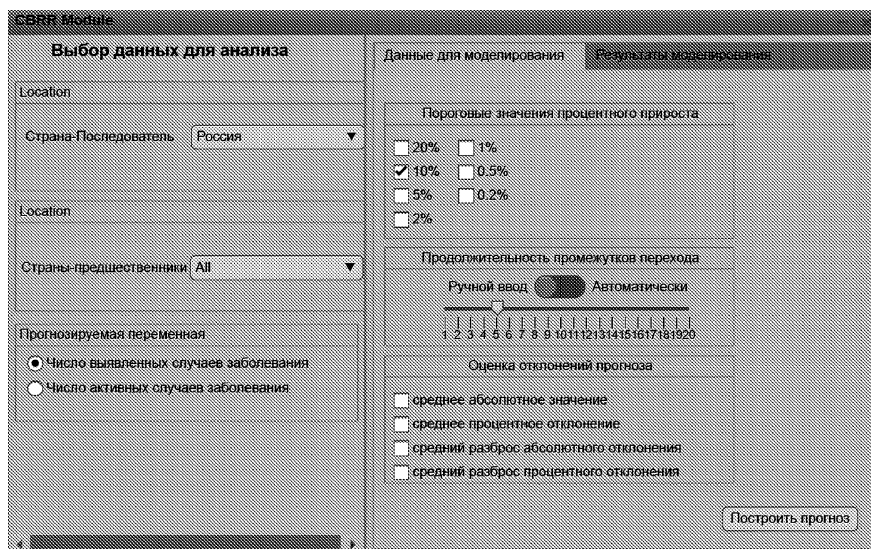 CBRR Module
Выбор данных для анализа
Location
Страна-Последователь Россия
Location
Страны-предшественники All
Прогнозируемая переменная
Число выявленных случаев заболевания
Число активных случаев заболевания
Данные для моделирования Результаты моделирования
Пороговые значения процентного прироста
20% 1%
10% 0.5%
5% 0.2%
2%
Продолжительность промежутков перехода
Ручной ввод Автоматически
1 2 3 4 5 6 7 8 9 10 11 12 13 14 15 16 17 18 19 20
Оценка отклонений прогноза
среднее абсолютное значение
среднее процентное отклонение
средний разброс абсолютного отклонения
средний разброс процентного отклонения
Построить прогноз